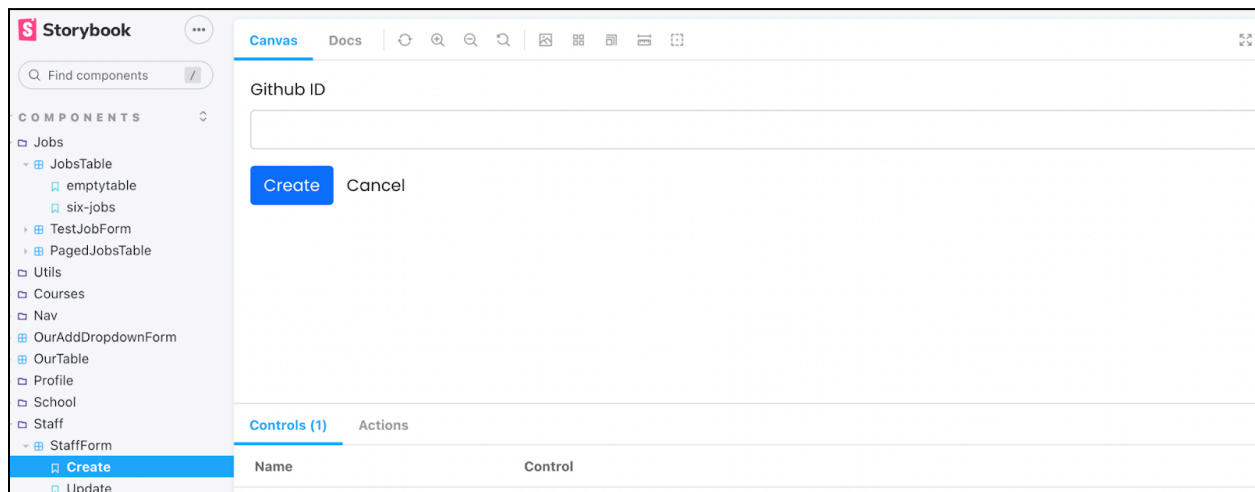 Storybook
Find components
/
COMPONENTS
Jobs
JobsTable
emptytable
six-jobs
TestJobForm
PagedJobsTable
Utils
Courses
Nav
OurAddDropdownForm
OurTable
Profile
School
Staff
StaffForm
Create
Update
Canvas Docs
Github ID
Create Cancel
Controls (1) Actions
Name Control